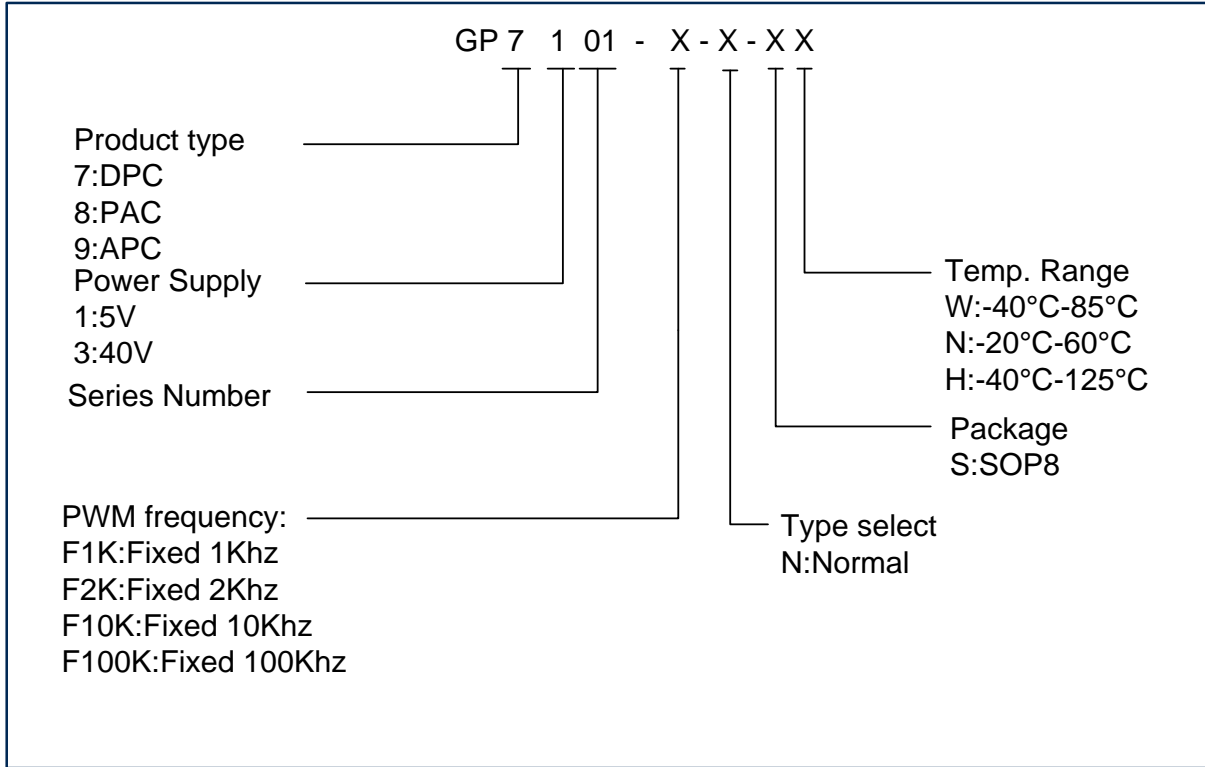 GP 7 1 01 - X - X - X X
Product type
7:DPC
8:PAC
9:APC
Power Supply
1:5V
3:40V
Series Number
PWM frequency:
F1K:Fixed 1Khz
F2K:Fixed 2Khz
F10K:Fixed 10Khz
F100K:Fixed 100Khz
Temp. Range
W:-40°C-85°C
N:-20°C-60°C
H:-40°C-125°C
Package
S:SOP8
Type select
N:Normal